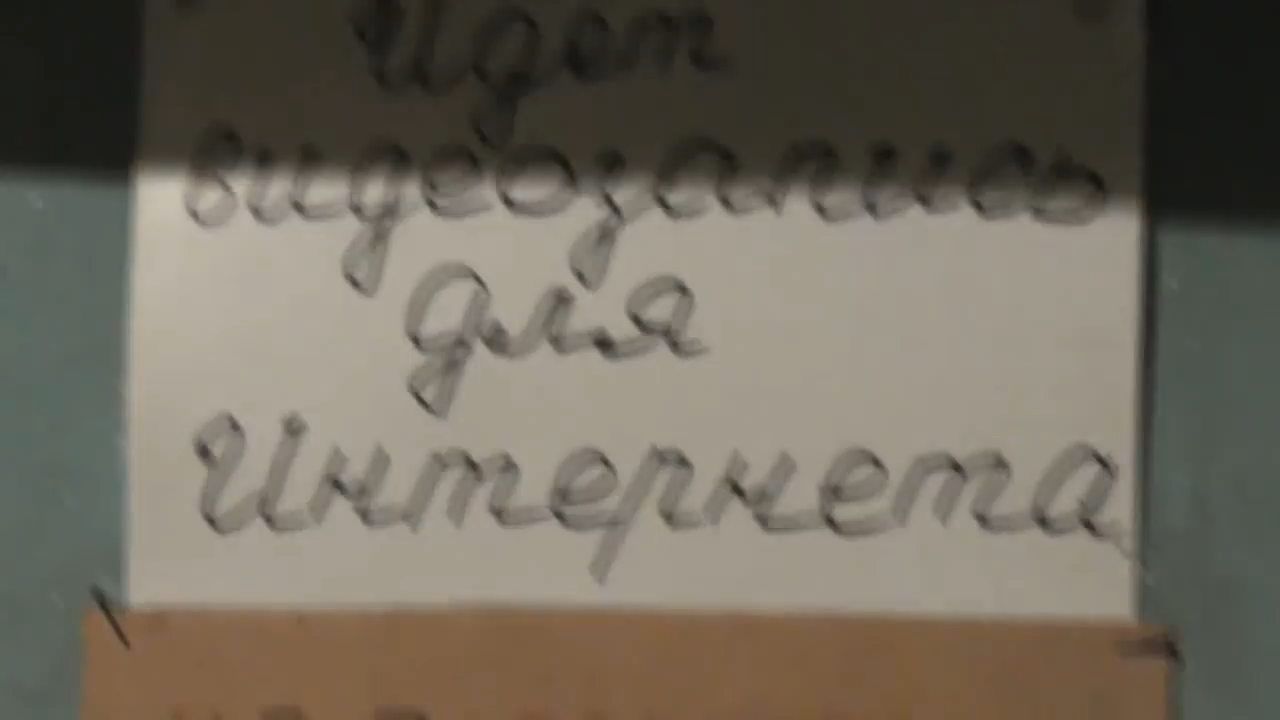 Идет
видеозапись
для
Интернета